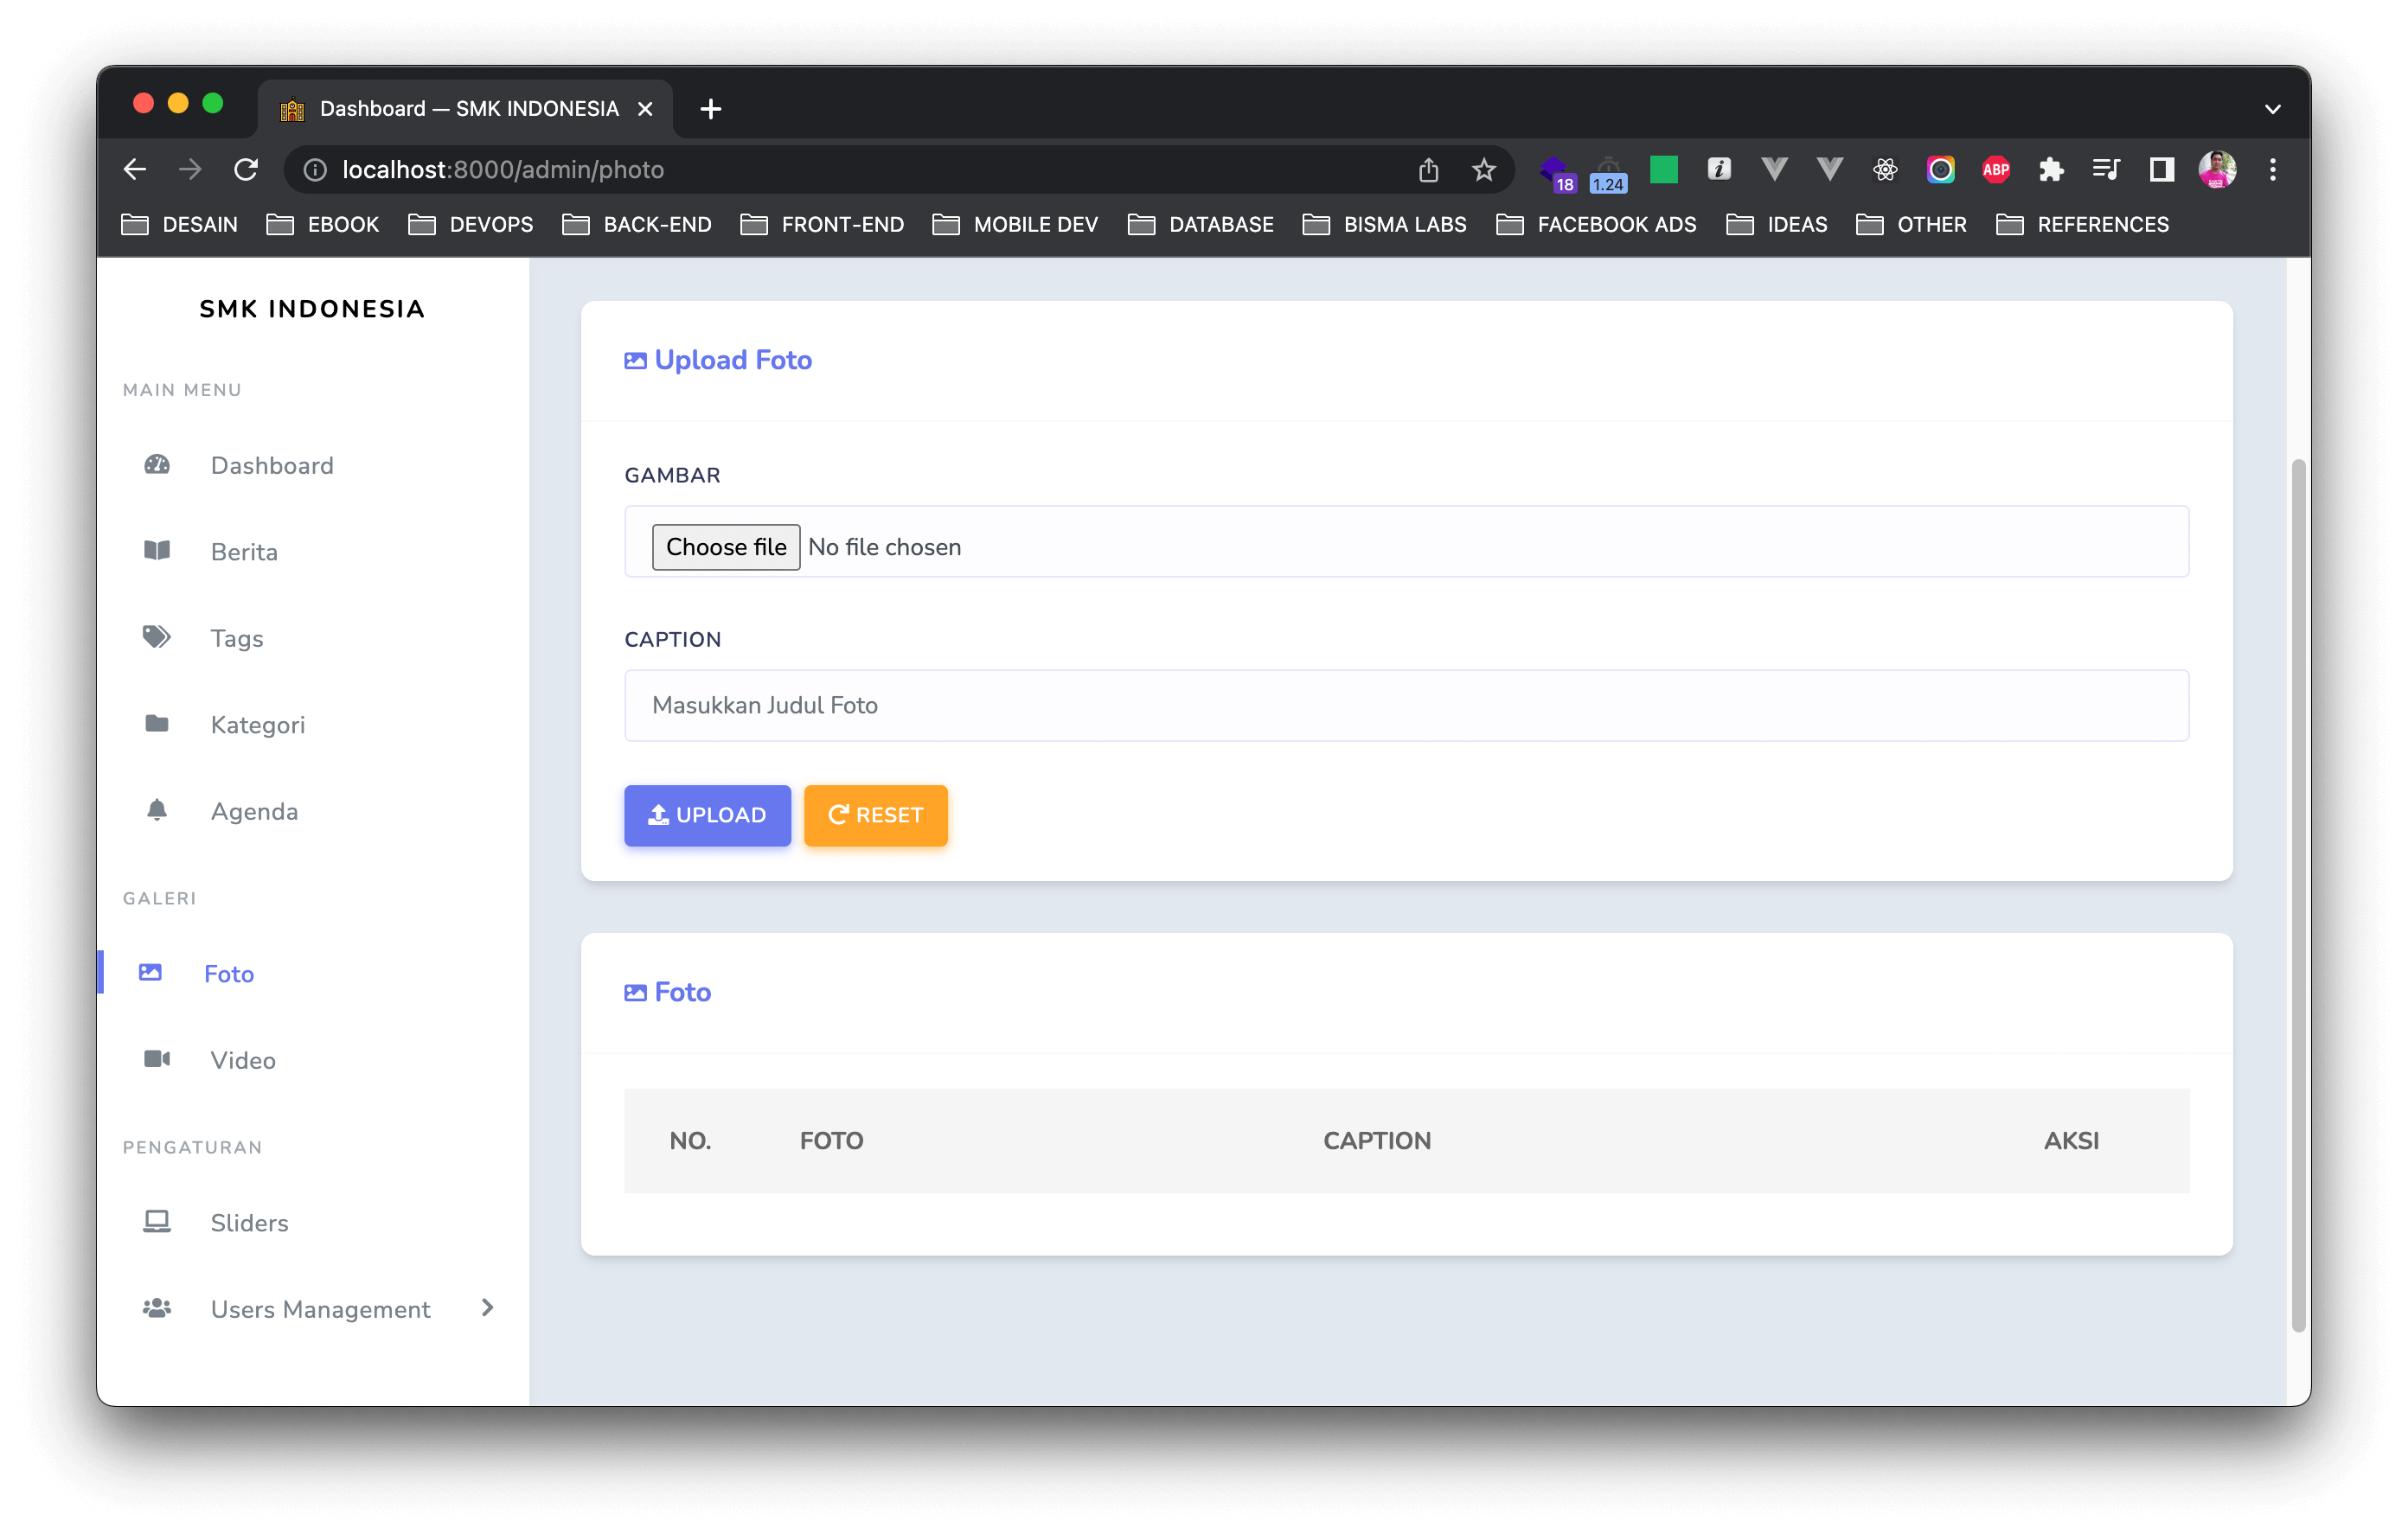 Dashboard — SMK INDONESIA
localhost:8000/admin/photo
18
1.24
i
ABP
DESAIN EBOOK DEVOPS BACK-END FRONT-END MOBILE DEV DATABASE BISMA LABS FACEBOOK ADS IDEAS OTHER REFERENCES
SMK INDONESIA
MAIN MENU
Dashboard
Berita
Tags
Kategori
Agenda
GALERI
Foto
Video
PENGATURAN
Sliders
Users Management
Upload Foto
GAMBAR
Choose file No file chosen
CAPTION
Masukkan Judul Foto
UPLOAD RESET
Foto
NO. FOTO CAPTION AKSI